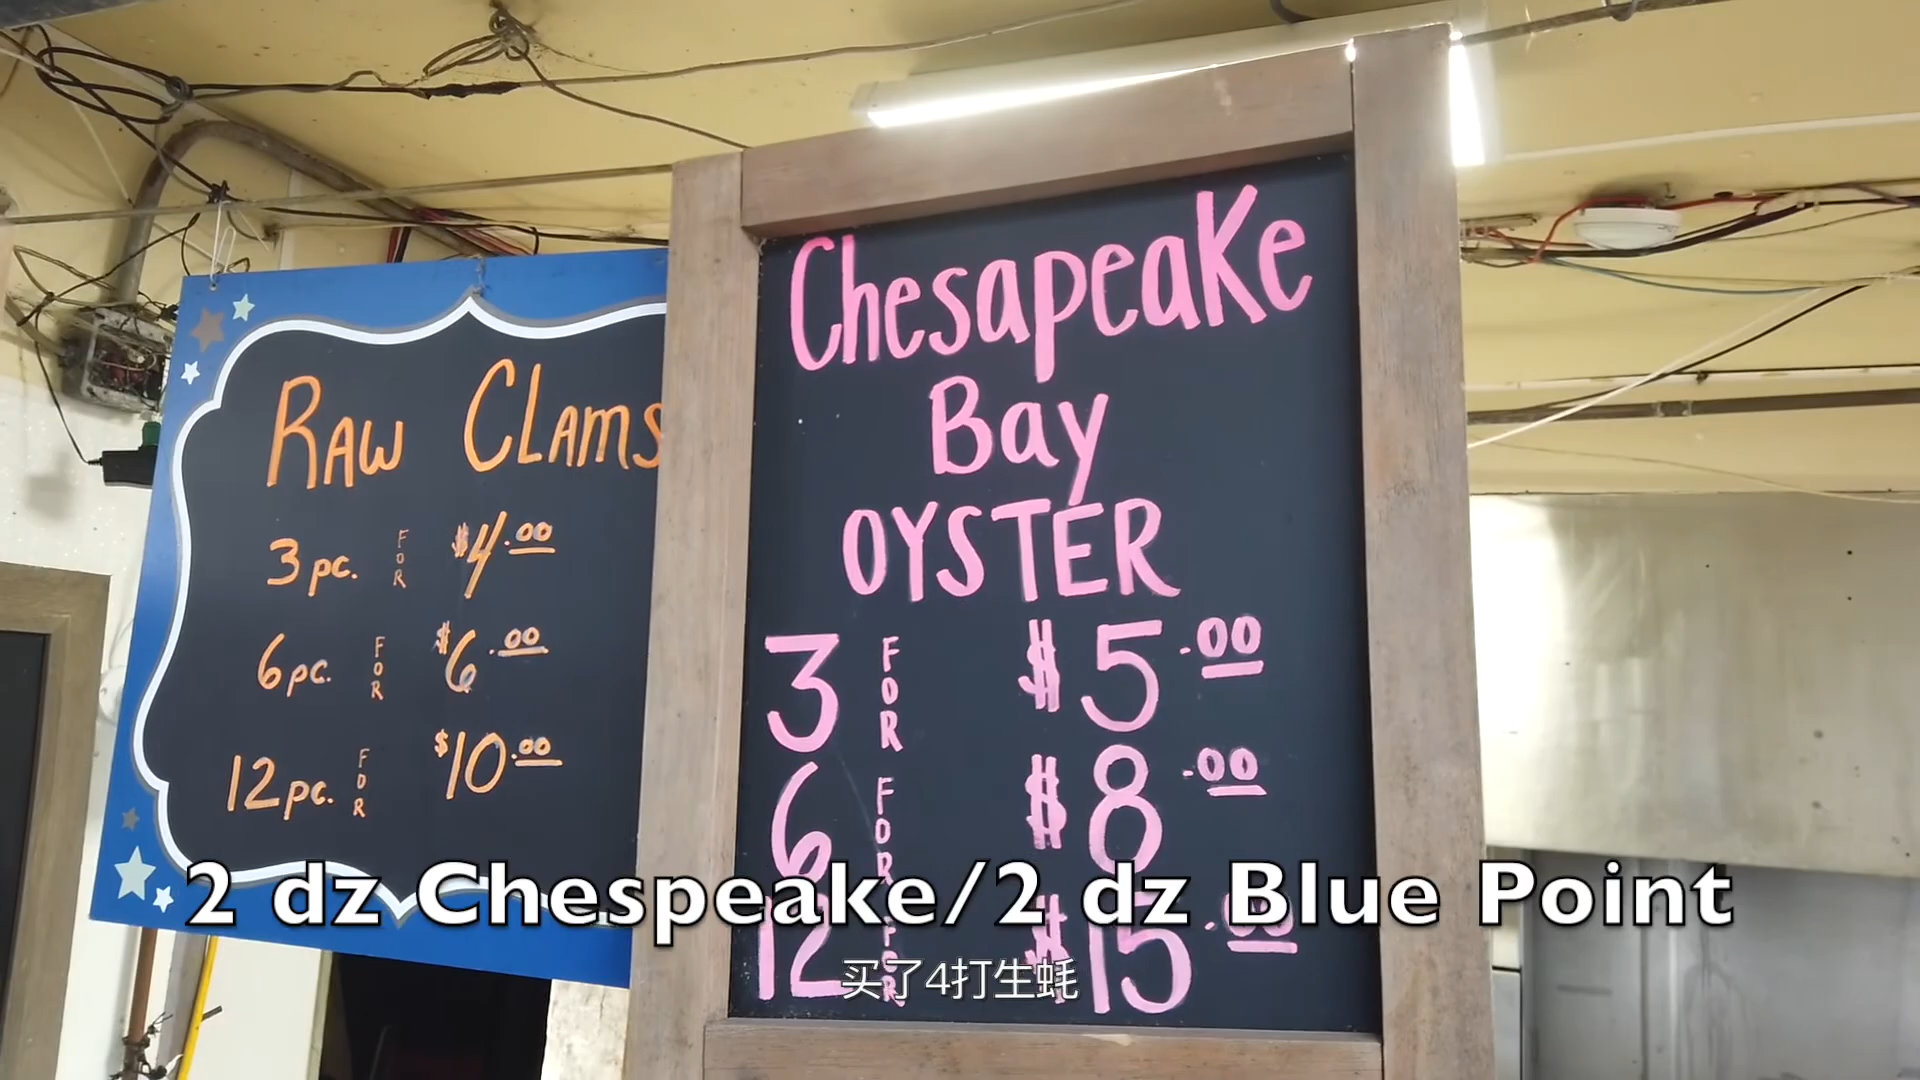 RAW CLAMS
3 pc. FOR $4.00
6 pc. FOR $6.00
12 pc. FOR $10.00
ChesapeaKe
Bay
OYSTER
3 FOR $5.00
6 FOR $8.00
12 FOR $15.00
2 dz Chespeake/2 dz Blue Point
买了4打生蚝